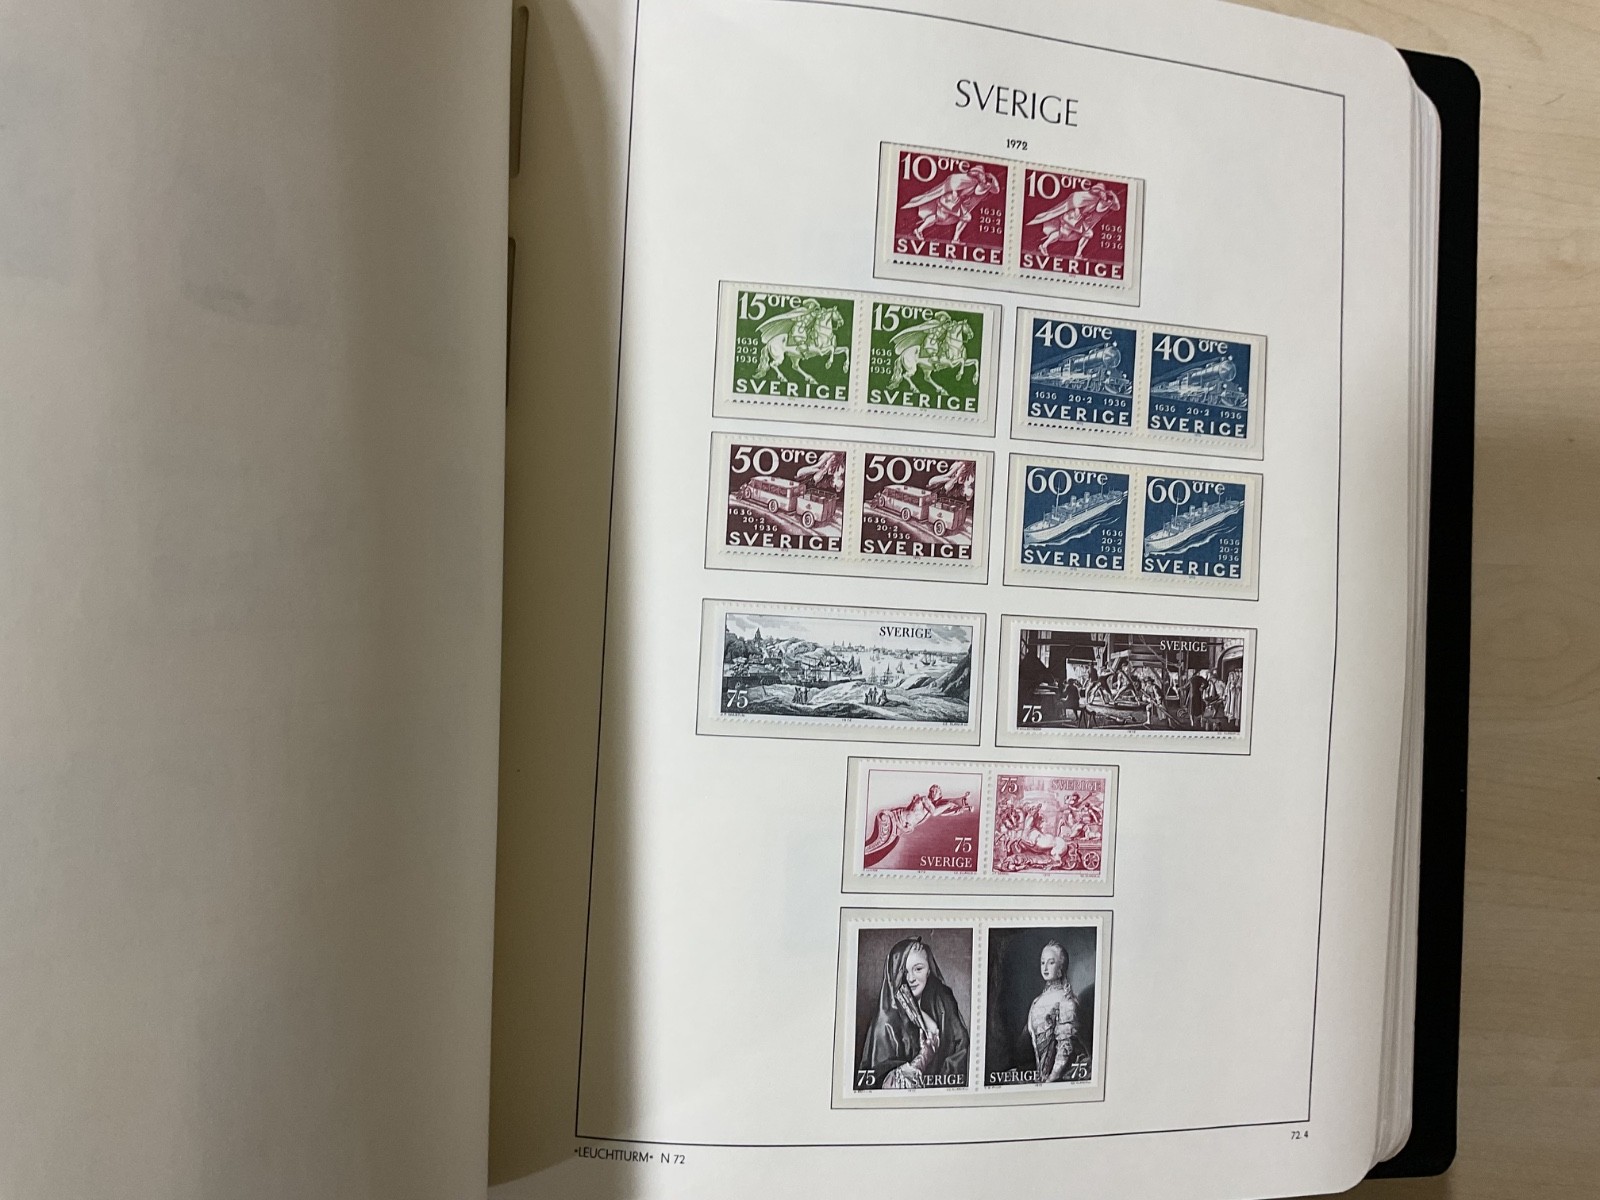 SVERIGE
1972
10 öre 10 öre
1636 1636
20·2 20·2
1936 1936
SVERIGE SVERIGE
15 öre 15 öre
1636 1636
20·2 20·2
1936 1936
SVERIGE SVERIGE
40 öre 40 öre
1636 20·2 1936 1636 20·2 1936
SVERIGE SVERIGE
50 öre 50 öre
1636 1636
20·2 20·2
1936 1936
SVERIGE SVERIGE
60 öre 60 öre
1636 1636
20·2 20·2
1936 1936
SVERIGE SVERIGE
SVERIGE
75
SVERIGE
75
75
SVERIGE
75 SVERIGE
75 SVERIGE
SVERIGE 75
"LEUCHTTURM" N 72
72.4